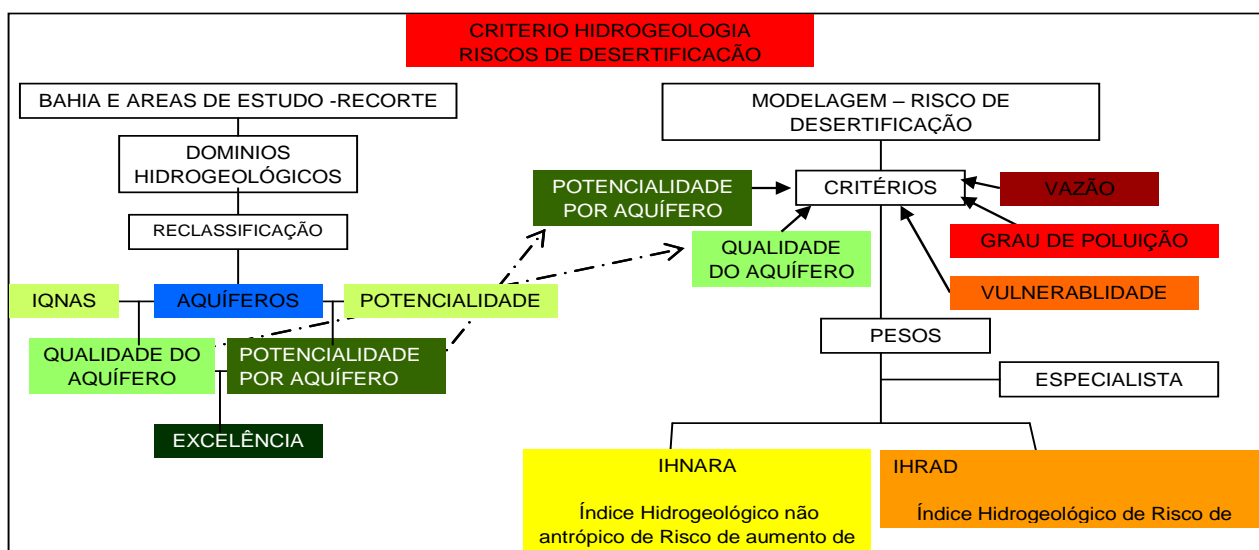 CRITERIO HIDROGEOLOGIA
RISCOS DE DESERTIFICAÇÃO
BAHIA E AREAS DE ESTUDO -RECORTE
DOMINIOS
HIDROGEOLÓGICOS
RECLASSIFICAÇÃO
IQNAS
AQUÍFEROS
POTENCIALIDADE
QUALIDADE DO
AQUÍFERO
POTENCIALIDADE
POR AQUÍFERO
EXCELÊNCIA
MODELAGEM – RISCO DE
DESERTIFICAÇÃO
POTENCIALIDADE
POR AQUÍFERO
CRITÉRIOS
VAZÃO
QUALIDADE
DO AQUÍFERO
GRAU DE POLUIÇÃO
VULNERABLIDADE
PESOS
ESPECIALISTA
IHNARA
Índice Hidrogeológico não
antrópico de Risco de aumento de
IHRAD
Índice Hidrogeológico de Risco de